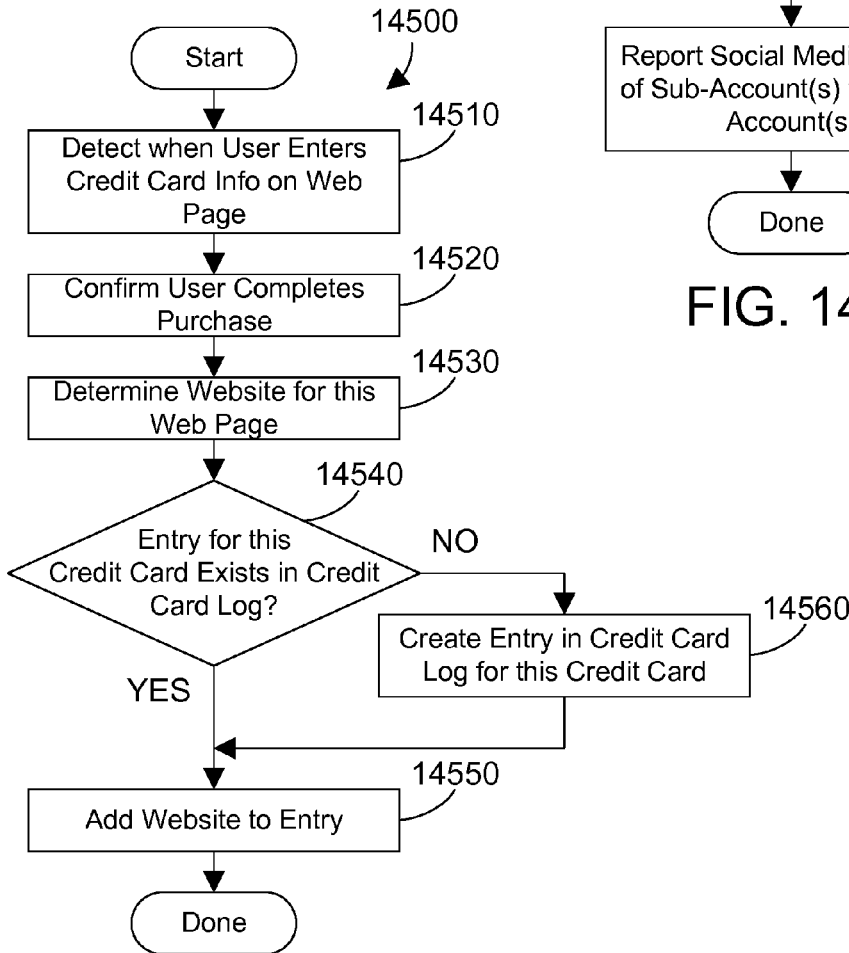 14500
Start
14510
Detect when User Enters
Credit Card Info on Web
Page
14520
Confirm User Completes
Purchase
14530
Determine Website for this
Web Page
14540
Entry for this
Credit Card Exists in Credit
Card Log?
NO
YES
14560
Create Entry in Credit Card
Log for this Credit Card
14550
Add Website to Entry
Done
Report Social
of Sub-Account(s)
Account(s
Done
FIG. 14